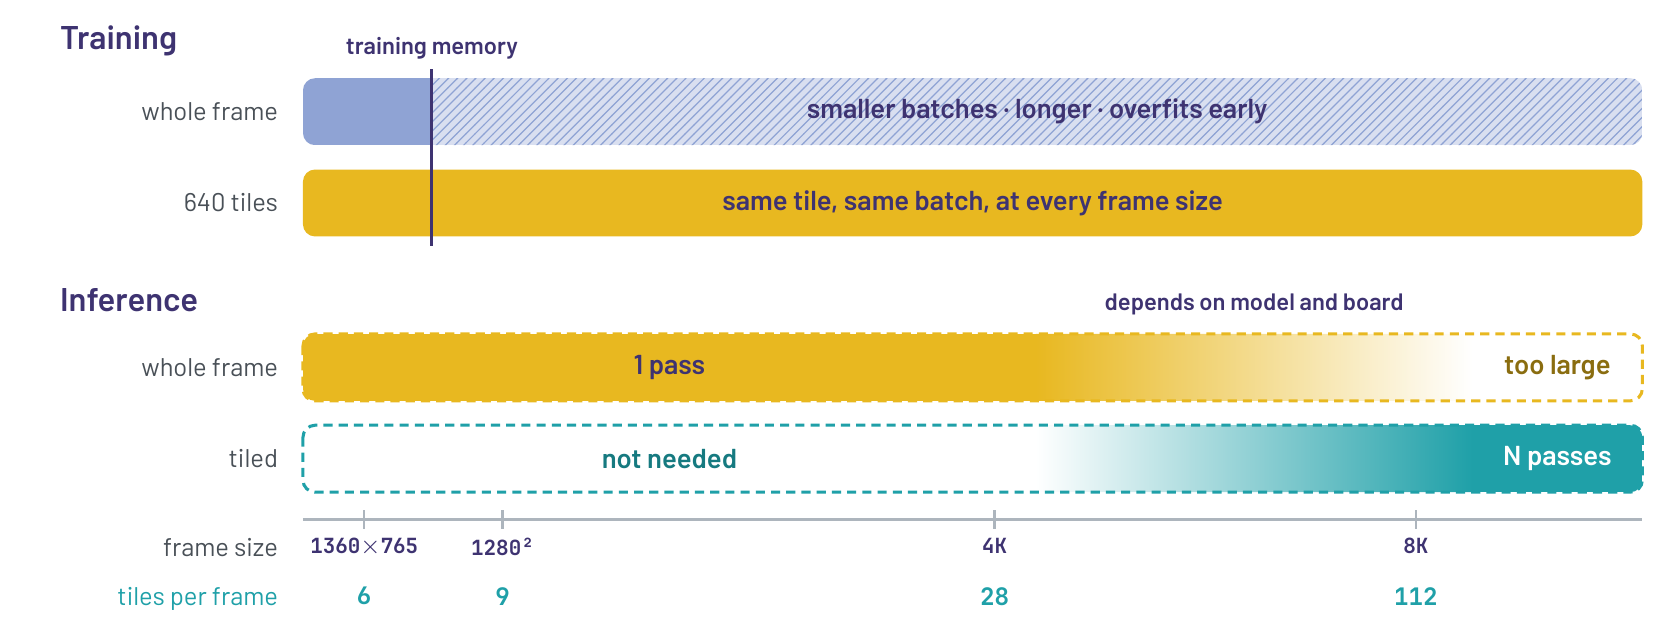 Training
training memory
whole frame
smaller batches · longer · overfits early
640 tiles
same tile, same batch, at every frame size
Inference
depends on model and board
whole frame
1 pass
too large
tiled
not needed
N passes
frame size
1360×765
1280²
4K
8K
tiles per frame
6
9
28
112